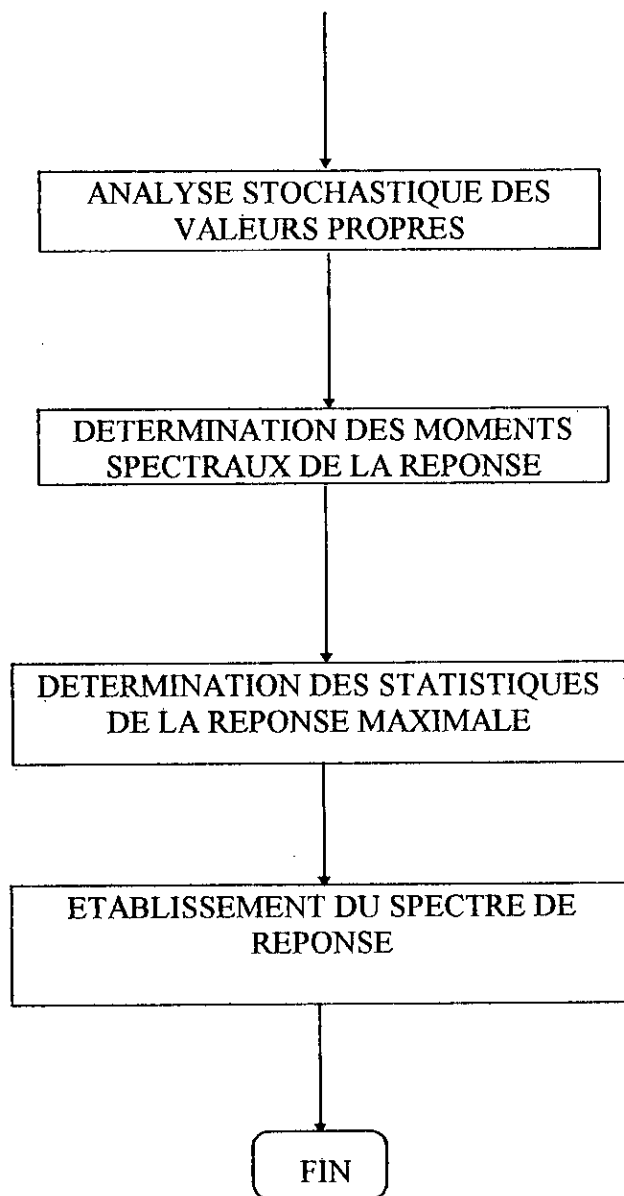 ANALYSE STOCHASTIQUE DES
VALEURS PROPRES
DETERMINATION DES MOMENTS
SPECTRAUX DE LA REPONSE
DETERMINATION DES STATISTIQUES
DE LA REPONSE MAXIMALE
ETABLISSEMENT DU SPECTRE DE
REPONSE
FIN